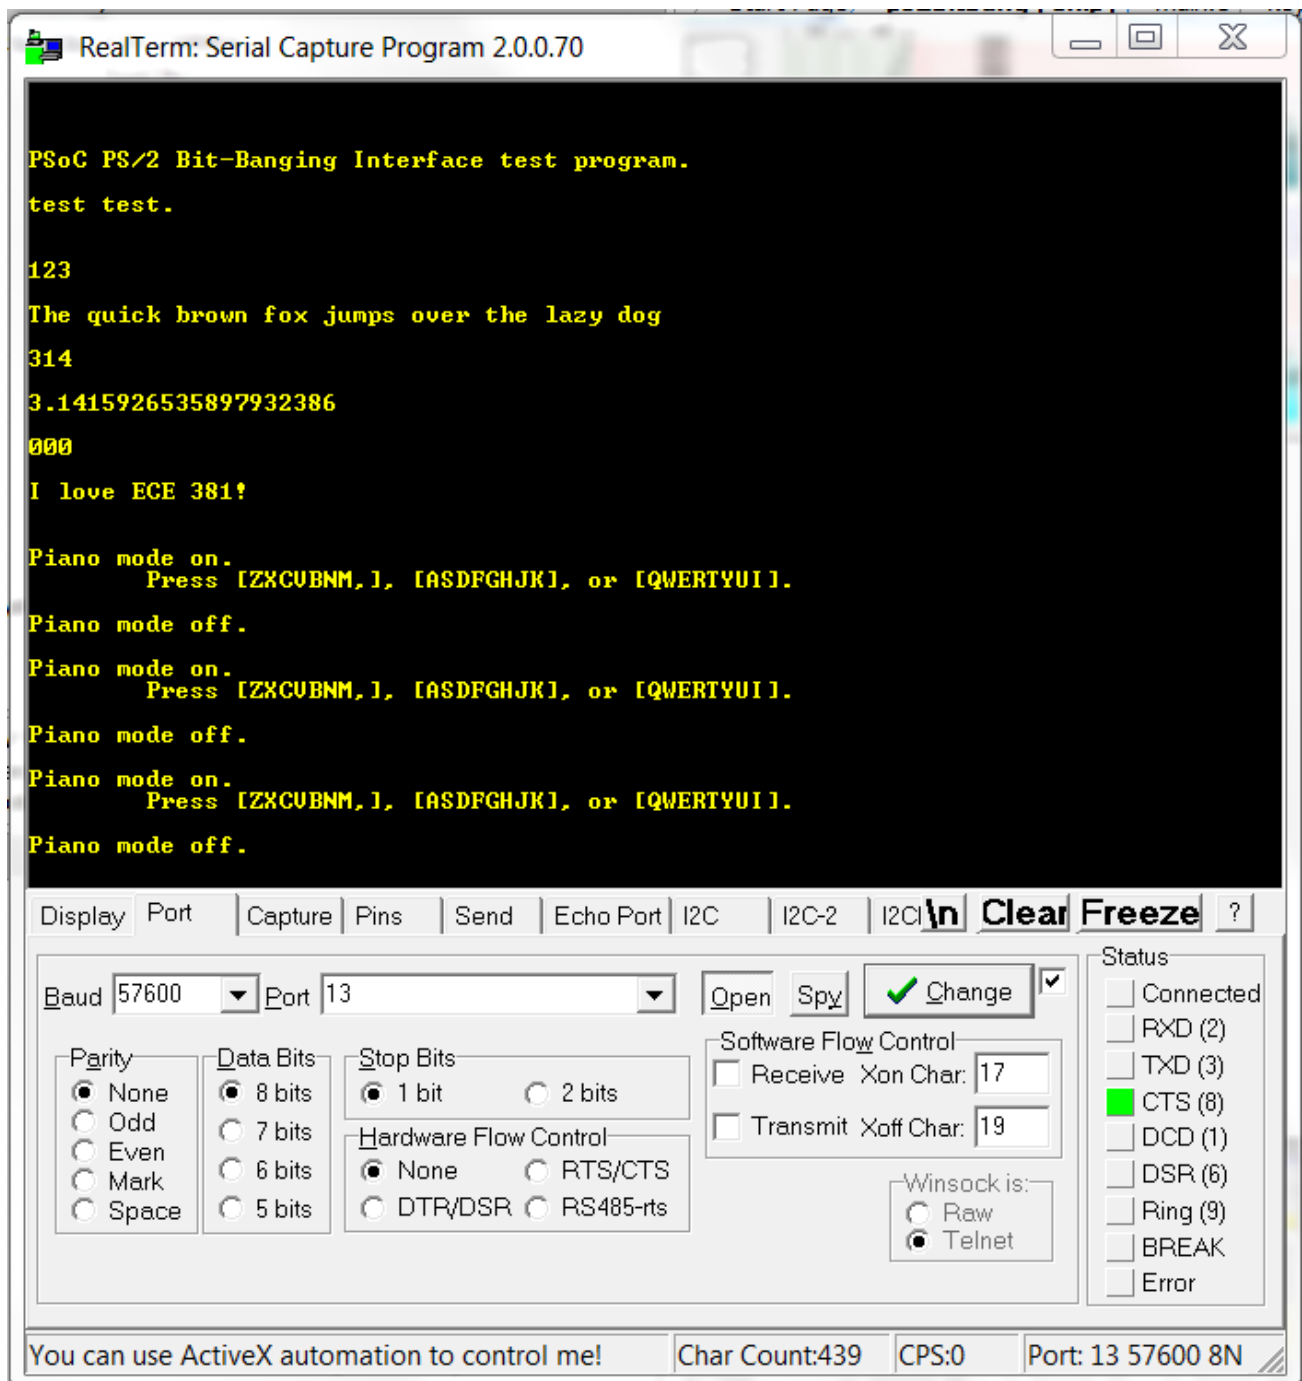 RealTerm: Serial Capture Program 2.0.0.70
PSoC PS/2 Bit-Banging Interface test program.
test test.
123
The quick brown fox jumps over the lazy dog
314
3.1415926535897932386
000
I love ECE 381!
Piano mode on.
Press [ZXCVBNM,], [ASDFGHJK], or [QWERTYUI].
Piano mode off.
Piano mode on.
Press [ZXCVBNM,], [ASDFGHJK], or [QWERTYUI].
Piano mode off.
Piano mode on.
Press [ZXCVBNM,], [ASDFGHJK], or [QWERTYUI].
Piano mode off.
Display Port Capture Pins Send Echo Port I2C I2C-2 I2CI \n Clear Freeze ?
Baud 57600 Port 13 Open Spy Change
Parity
None
Odd
Even
Mark
Space
Data Bits
8 bits
7 bits
6 bits
5 bits
Stop Bits
1 bit 2 bits
Hardware Flow Control
None RTS/CTS
DTR/DSR RS485-rts
Software Flow Control
Receive Xon Char: 17
Transmit Xoff Char: 19
Winsock is:
Raw
Telnet
Status
Connected
RXD (2)
TXD (3)
CTS (8)
DCD (1)
DSR (6)
Ring (9)
BREAK
Error
You can use ActiveX automation to control me! Char Count:439 CPS:0 Port: 13 57600 8N